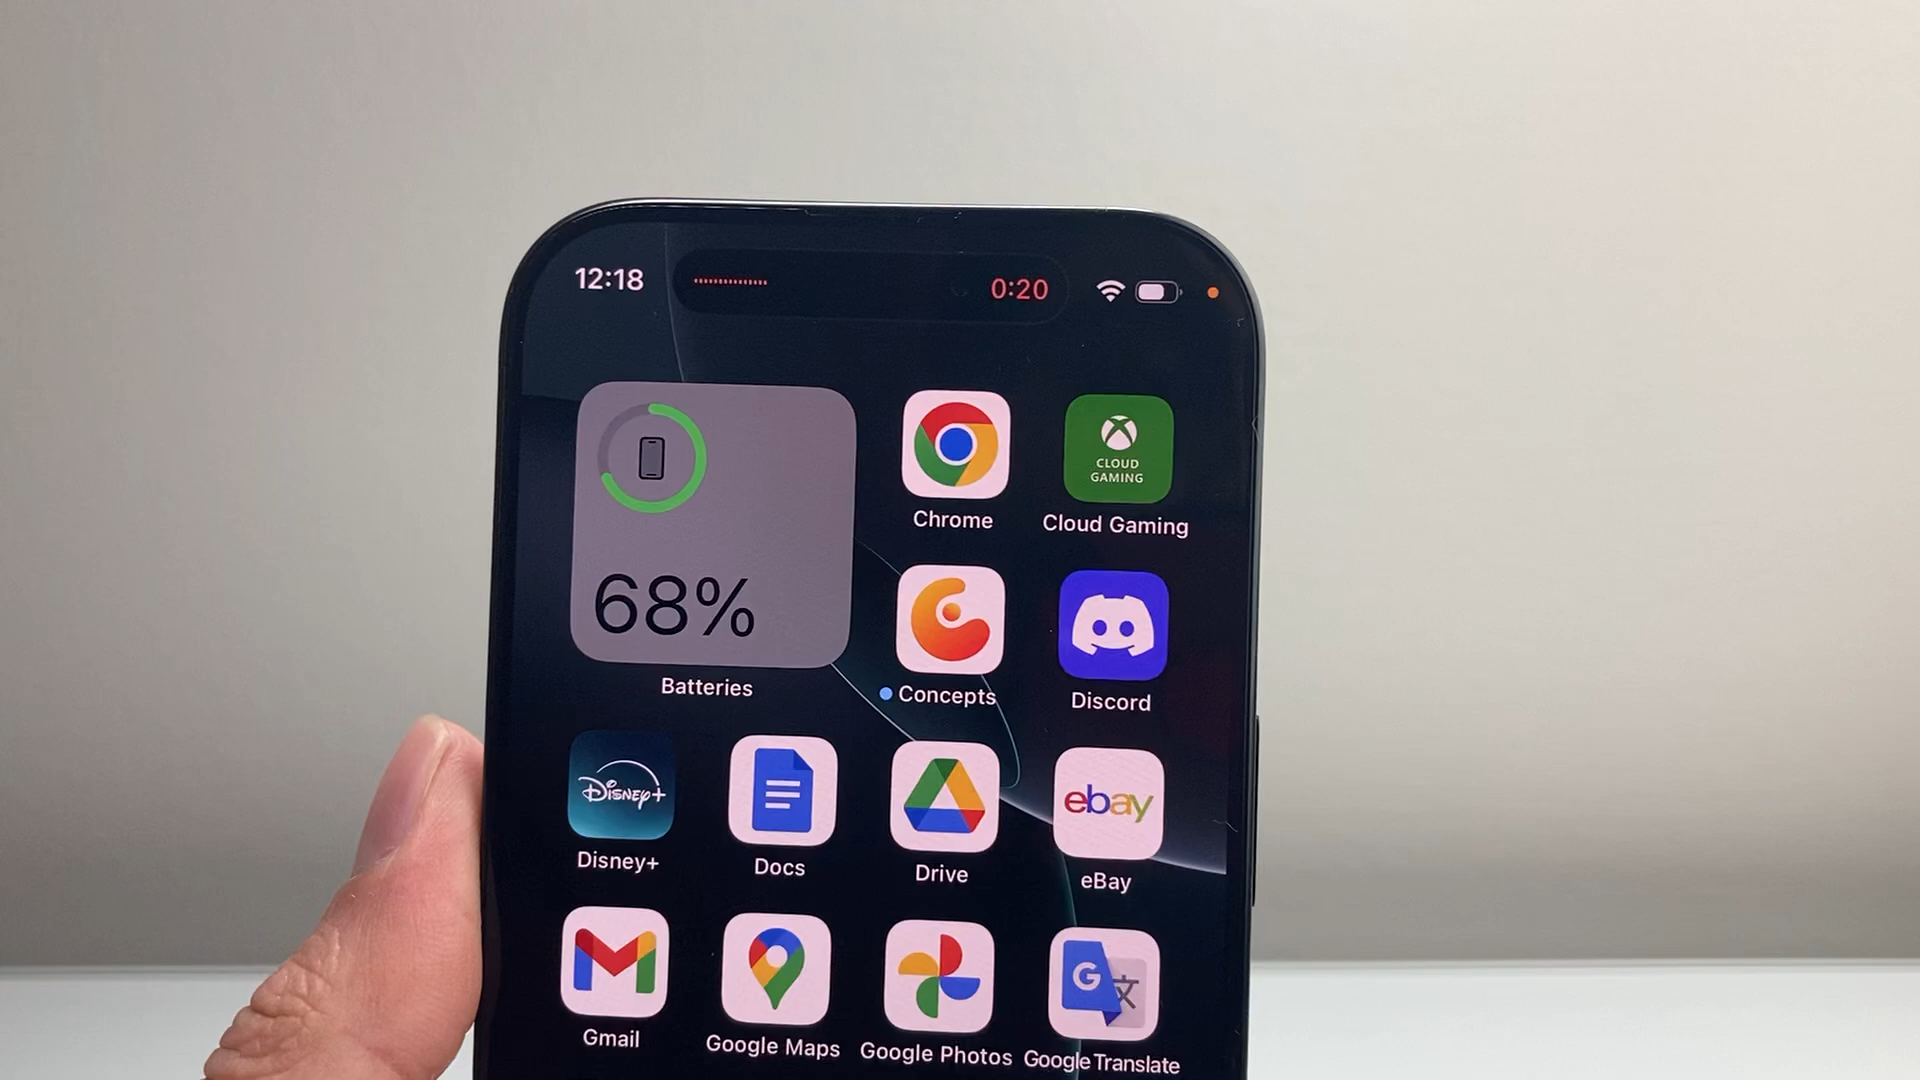 12:18 0:20
CLOUD
GAMING
Chrome Cloud Gaming
68%
Batteries Concepts Discord
Disney+ ebay
Disney+ Docs Drive eBay
G 文
Gmail Google Maps Google Photos Google Translate